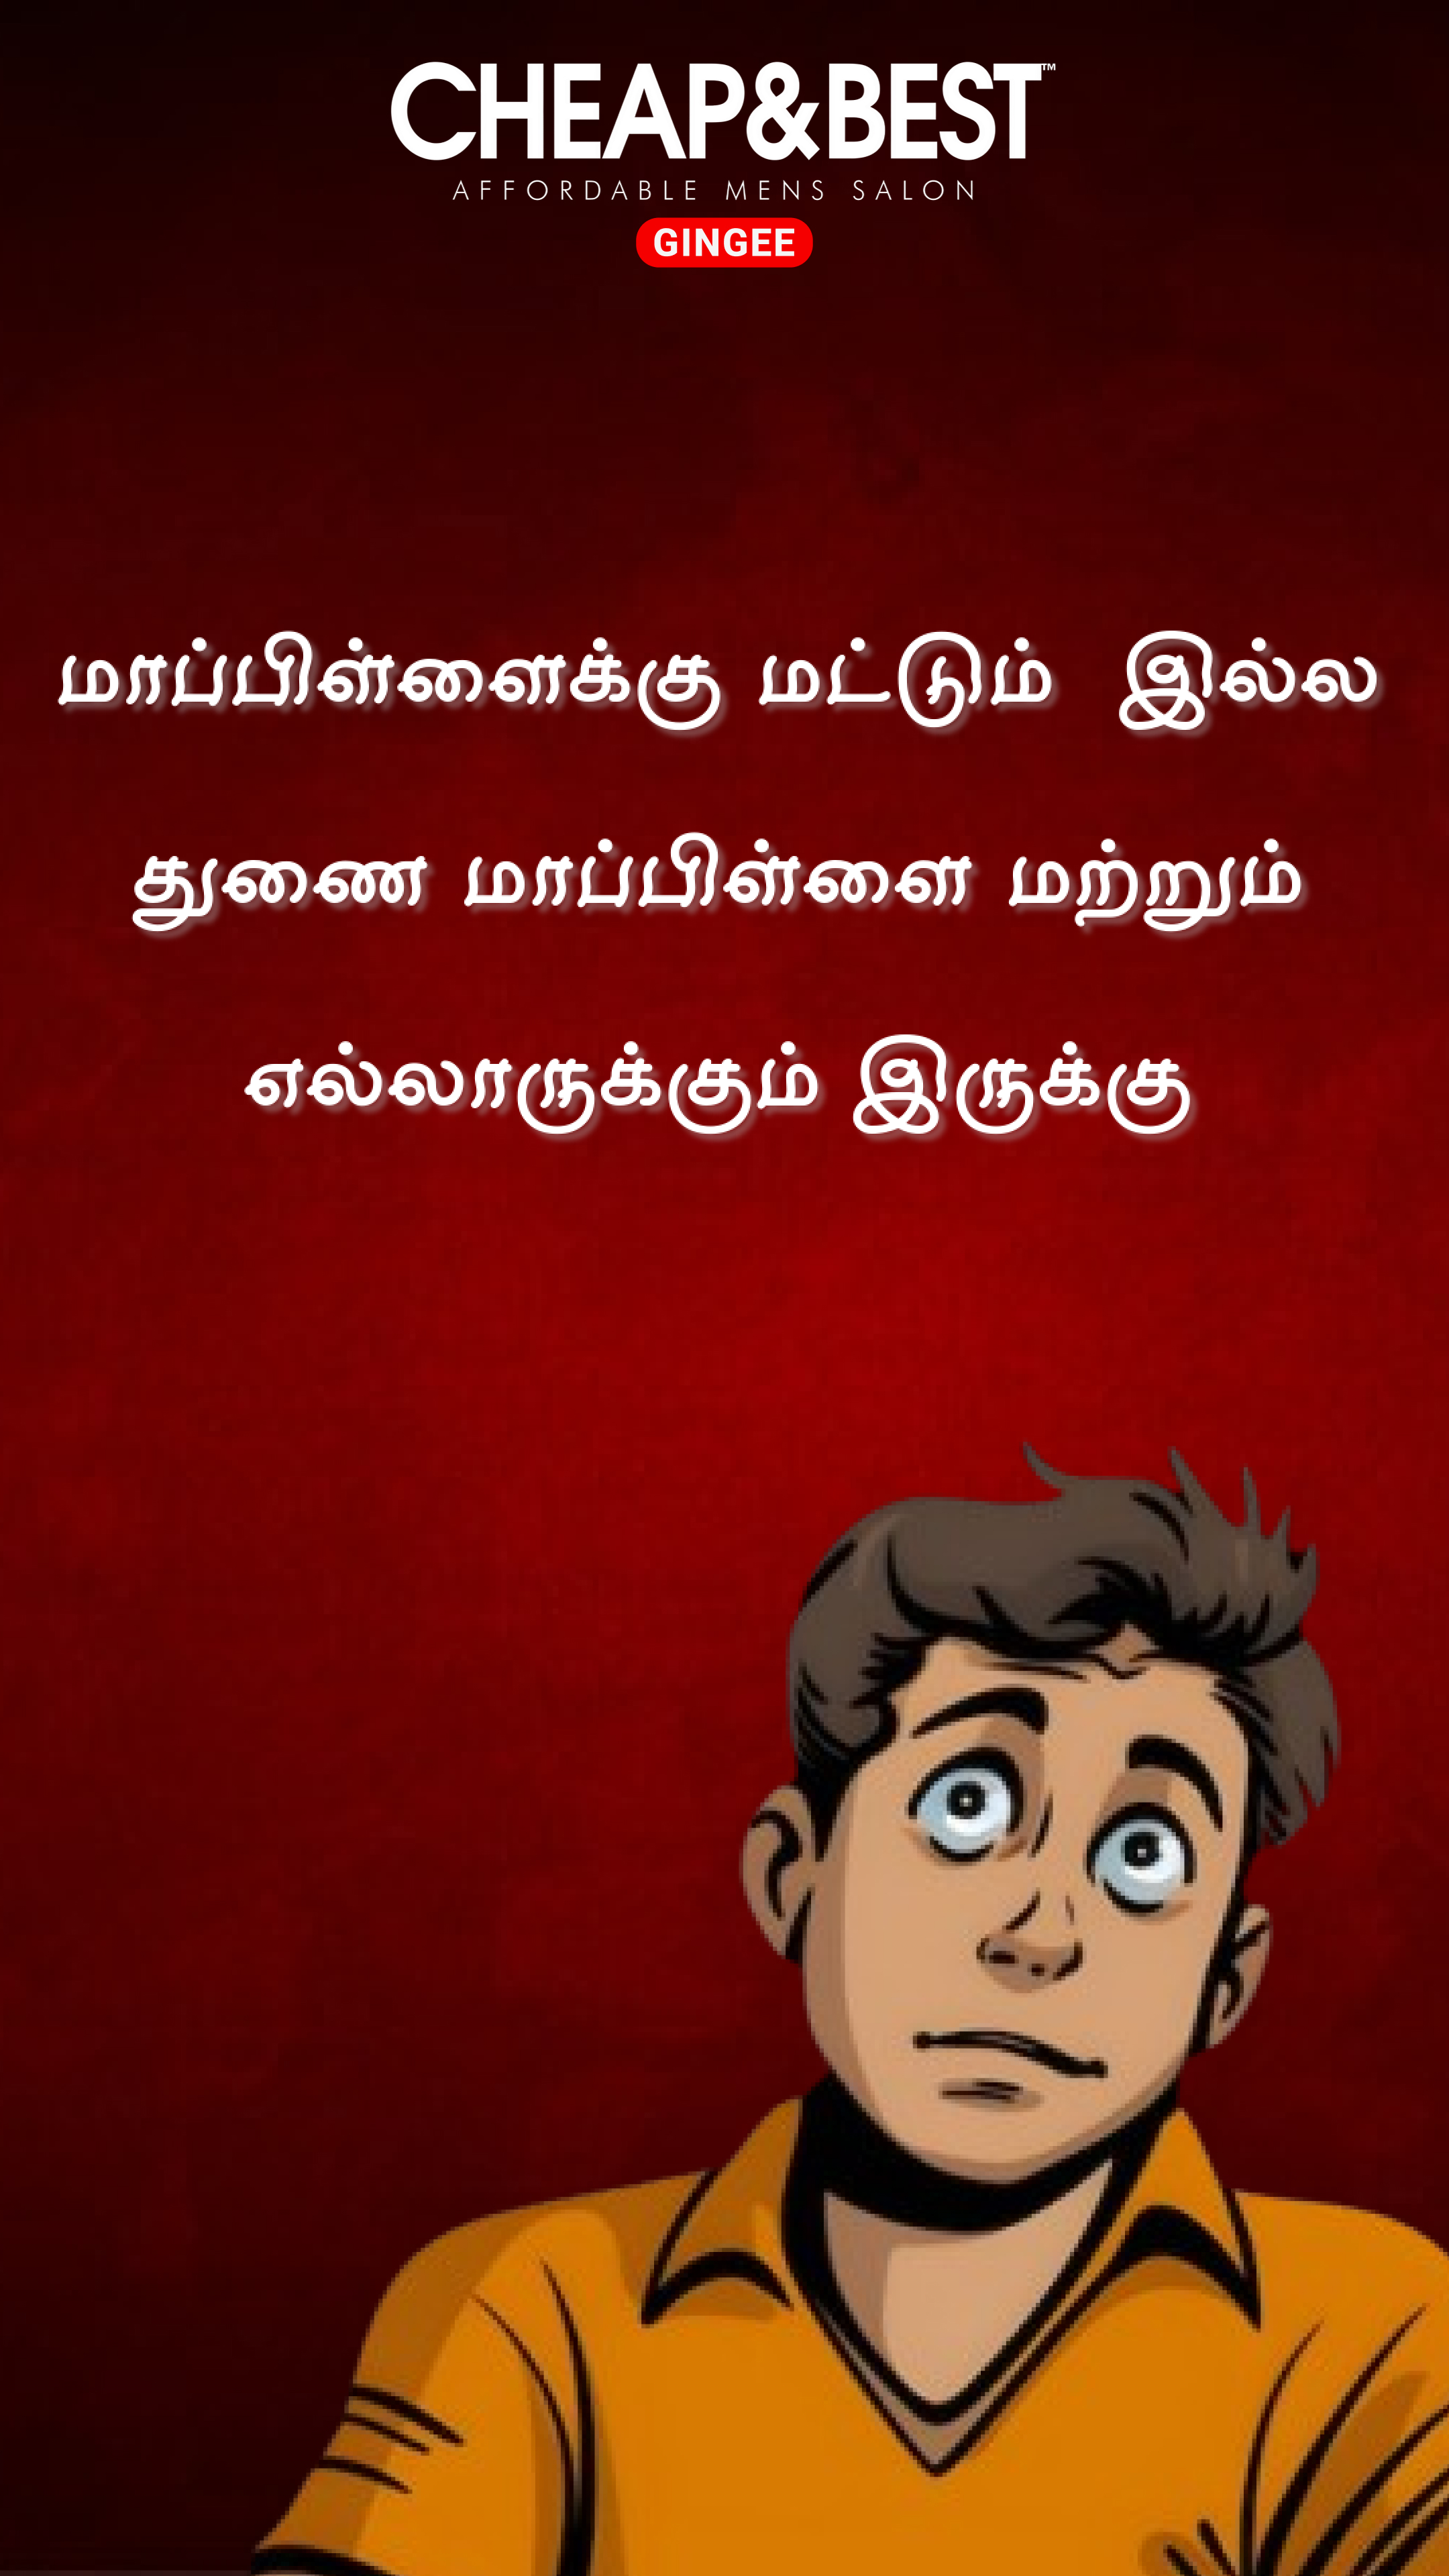 CHEAP&BEST™
AFFORDABLE MENS SALON
GINGEE
மாப்பிள்ளைக்கு மட்டும் இல்ல
துணை மாப்பிள்ளை மற்றும்
எல்லாருக்கும் இருக்கு